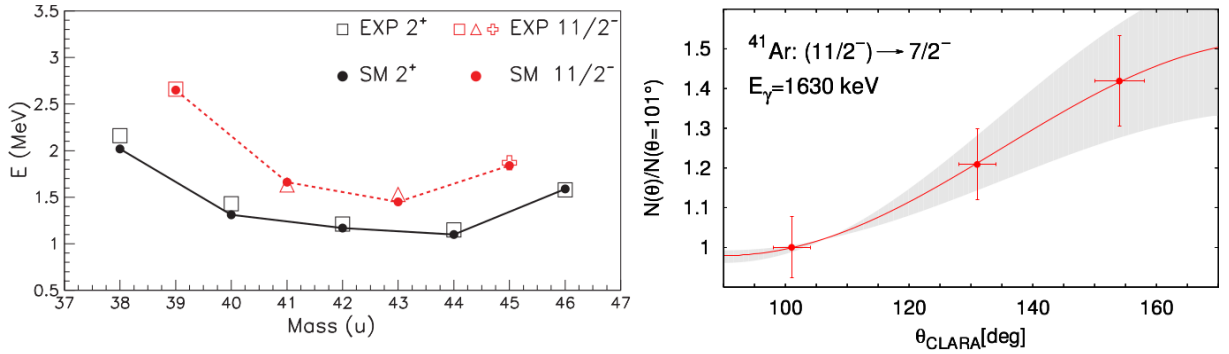 E (MeV)
4
3.5
3
2.5
2
1.5
1
0.5
□ EXP 2⁺ □△✚ EXP 11/2⁻
● SM 2⁺ ● SM 11/2⁻
37 38 39 40 41 42 43 44 45 46 47
Mass (u)
N(θ)/N(θ=101°)
1.5
1.4
1.3
1.2
1.1
1
⁴¹Ar: (11/2⁻)→7/2⁻
E_γ=1630 keV
100 120 140 160
θ_CLARA[deg]